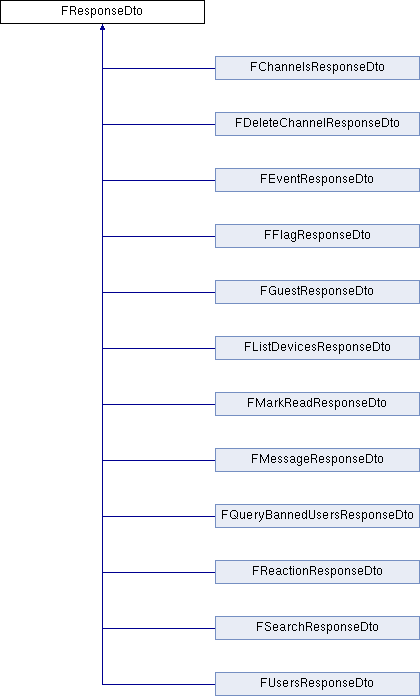 FResponseDto
FChannelsResponseDto
FDeleteChannelResponseDto
FEventResponseDto
FFlagResponseDto
FGuestResponseDto
FListDevicesResponseDto
FMarkReadResponseDto
FMessageResponseDto
FQueryBannedUsersResponseDto
FReactionResponseDto
FSearchResponseDto
FUsersResponseDto